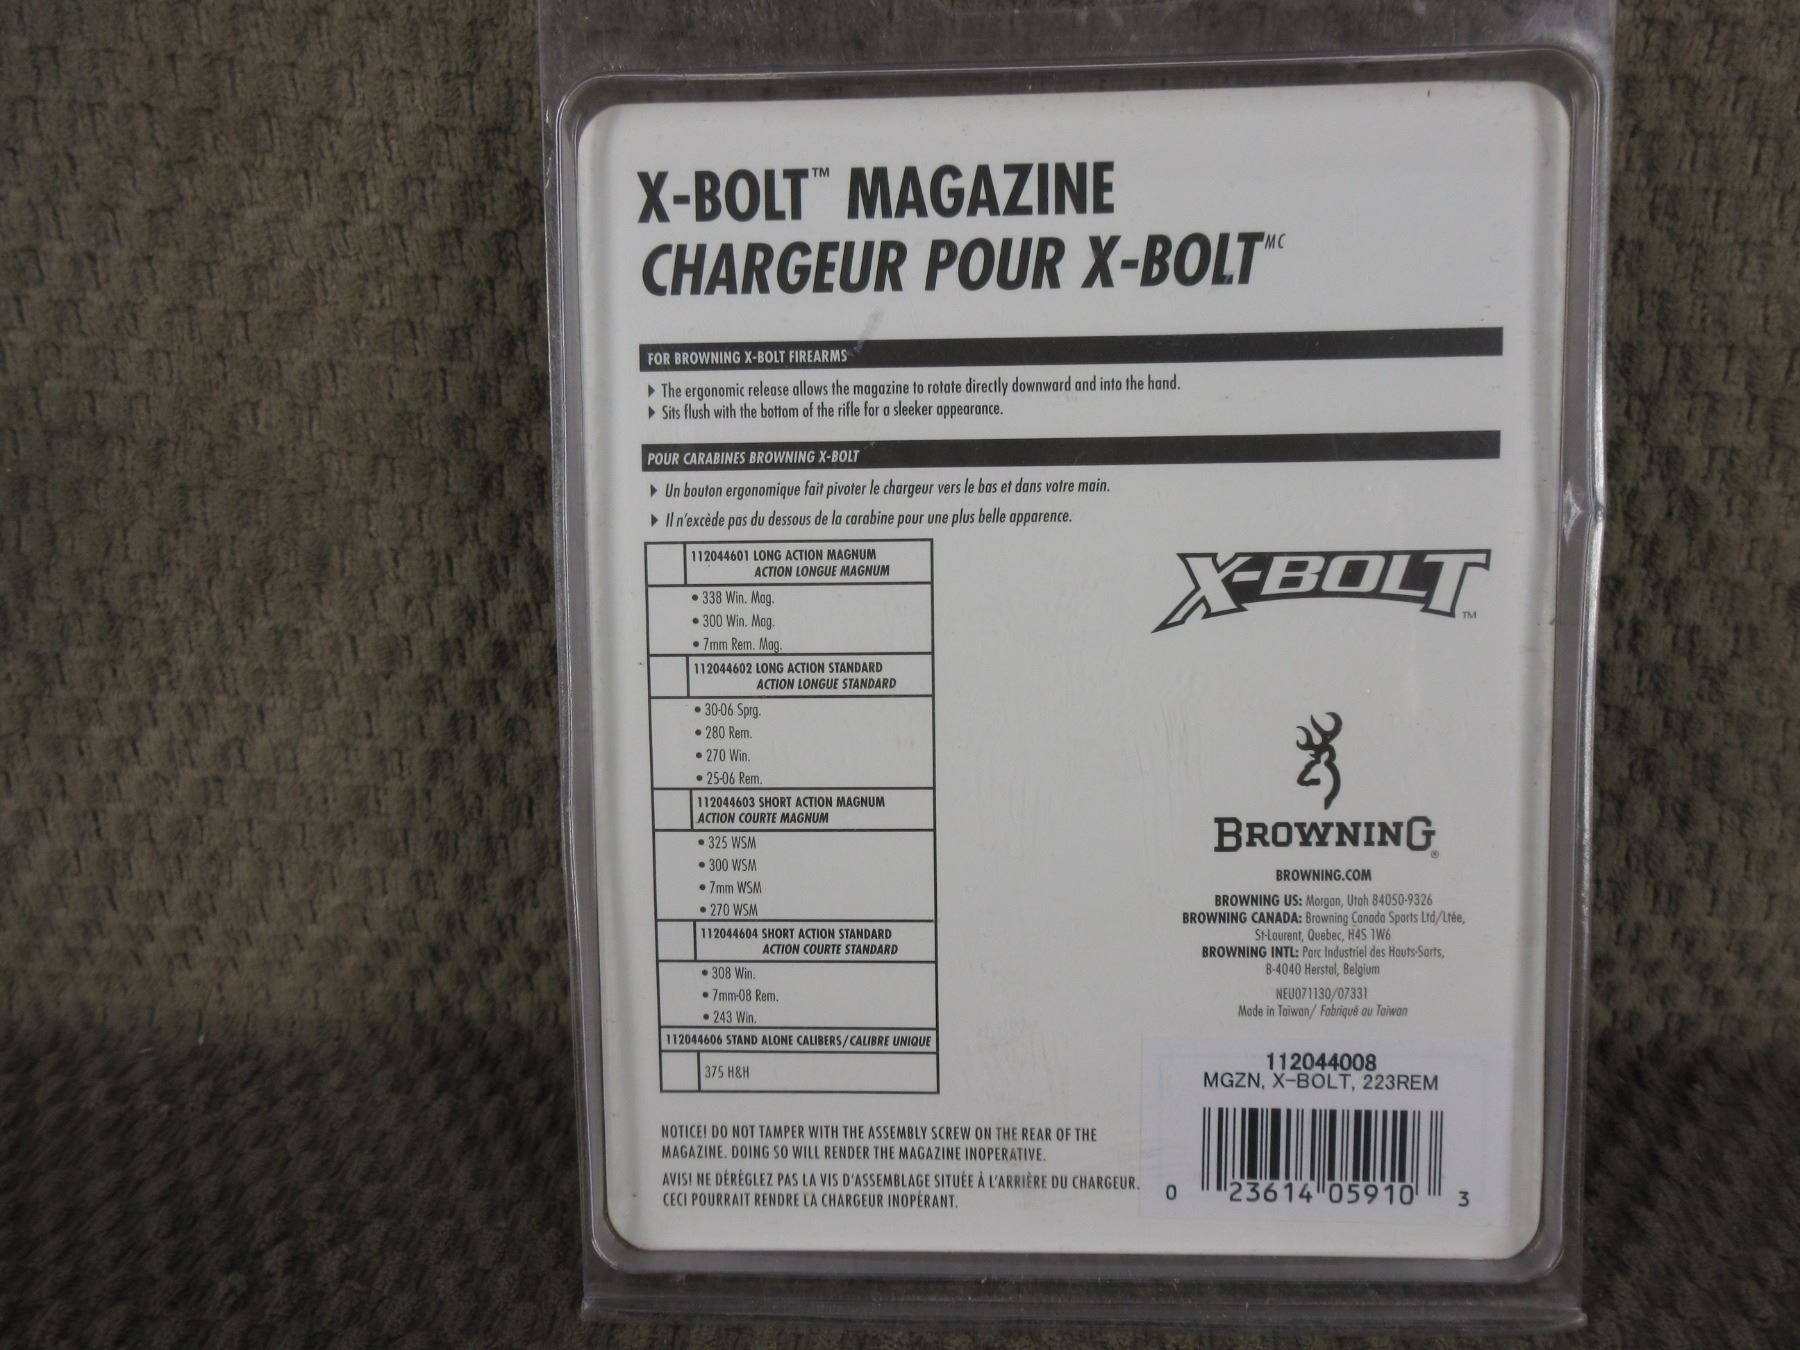 X-BOLT™ MAGAZINE
CHARGEUR POUR X-BOLT MC
FOR BROWNING X-BOLT FIREARMS
The ergonomic release allows the magazine to rotate directly downward and into the hand.
Sits flush with the bottom of the rifle for a sleeker appearance.
POUR CARABINES BROWNING X-BOLT
Un bouton ergonomique fait pivoter le chargeur vers le bas et dans votre main.
Il n'excède pas du dessous de la carabine pour une plus belle apparence.
112044601 LONG ACTION MAGNUM
ACTION LONGUE MAGNUM
• 338 Win. Mag.
• 300 Win. Mag.
• 7mm Rem. Mag.
112044602 LONG ACTION STANDARD
ACTION LONGUE STANDARD
• 30-06 Sprg.
• 280 Rem.
• 270 Win.
• 25-06 Rem.
112044603 SHORT ACTION MAGNUM
ACTION COURTE MAGNUM
• 325 WSM
• 300 WSM
• 7mm WSM
• 270 WSM
112044604 SHORT ACTION STANDARD
ACTION COURTE STANDARD
• 308 Win.
• 7mm-08 Rem.
• 243 Win.
112044606 STAND ALONE CALIBERS/CALIBRE UNIQUE
375 H&H
X-BOLT™
BROWNING®
BROWNING.COM
BROWNING US: Morgan, Utah 84050-9326
BROWNING CANADA: Browning Canada Sports Ltd/Ltée,
St-Laurent, Quebec, H4S 1W6
BROWNING INTL: Parc Industriel des Hauts-Sarts,
B-4040 Herstal, Belgium
NEU071130/07331
Made in Taiwan/ Fabriqué au Taiwan
112044008
MGZN, X-BOLT, 223REM
0 23614 05910 3
NOTICE! DO NOT TAMPER WITH THE ASSEMBLY SCREW ON THE REAR OF THE
MAGAZINE. DOING SO WILL RENDER THE MAGAZINE INOPERATIVE.
AVIS! NE DÉRÉGLEZ PAS LA VIS D'ASSEMBLAGE SITUÉE À L'ARRIÈRE DU CHARGEUR.
CECI POURRAIT RENDRE LA CHARGEUR INOPÉRANT.